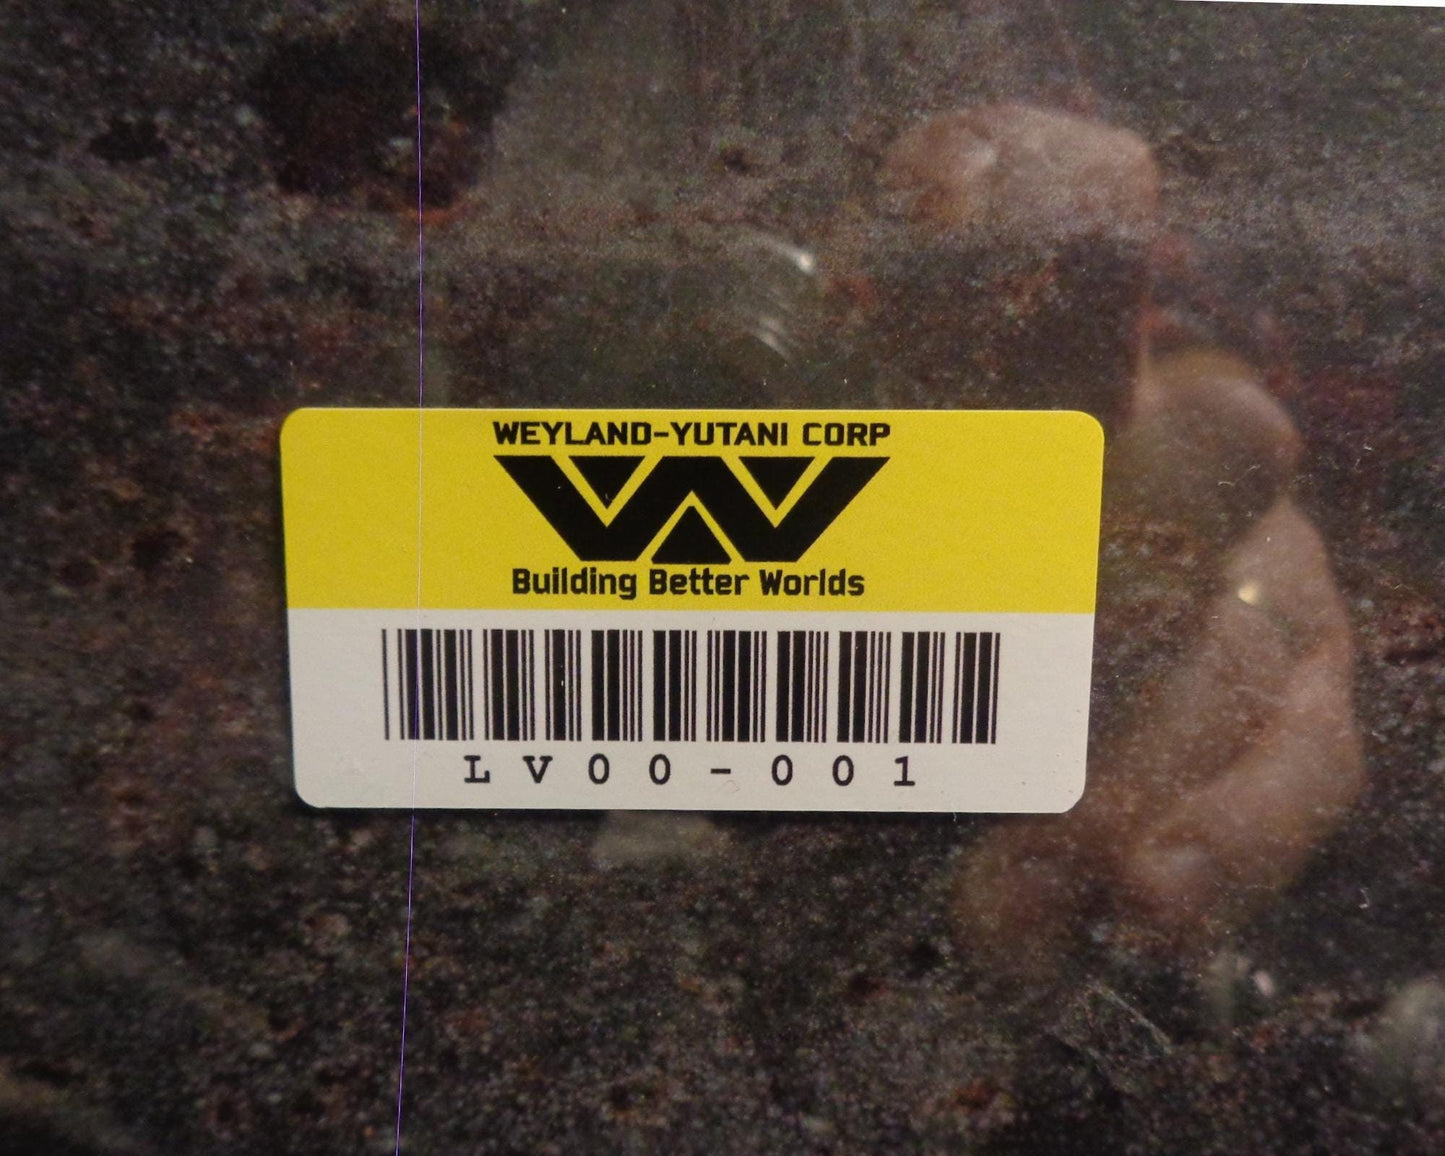 WEYLAND-YUTANI CORP
Building Better Worlds
LV00-001